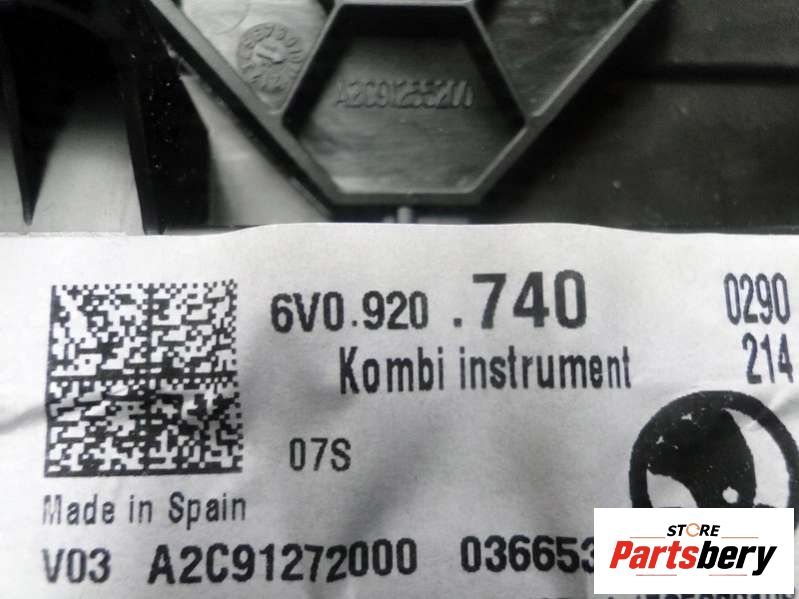 6V0.920 .740 0290
Kombi instrument 214
07S
Made in Spain
V03 A2C91272000 036653
STORE
Partsbery